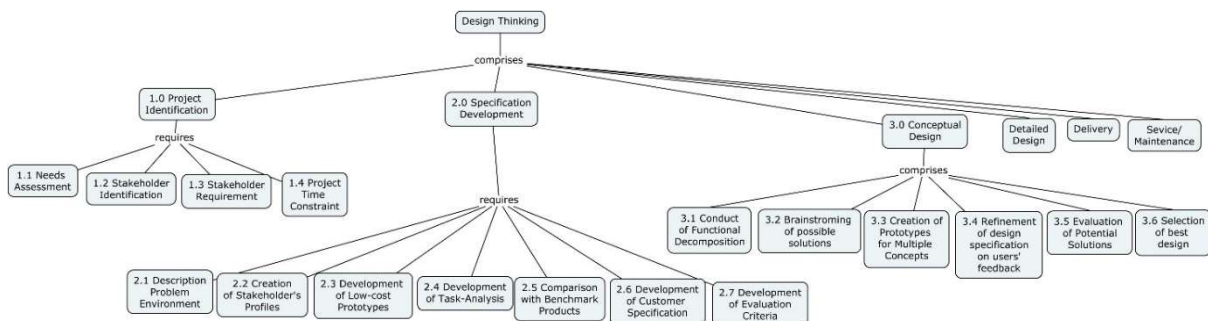 Design Thinking
comprises
1.0 Project
Identification
2.0 Specification
Development
3.0 Conceptual
Design
Detailed
Design
Delivery
Sevice/
Maintenance
requires
1.1 Needs
Assessment
1.2 Stakeholder
Identification
1.3 Stakeholder
Requirement
1.4 Project
Time
Constraint
requires
2.1 Description
Problem
Environment
2.2 Creation
of Stakeholder's
Profiles
2.3 Development
of Low-cost
Prototypes
2.4 Development
of Task-Analysis
2.5 Comparison
with Benchmark
Products
2.6 Development
of Customer
Specification
2.7 Development
of Evaluation
Criteria
comprises
3.1 Conduct
of Functional
Decomposition
3.2 Brainstroming
of possible
solutions
3.3 Creation of
Prototypes
for Multiple
Concepts
3.4 Refinement
of design
specification
on users'
feedback
3.5 Evaluation
of Potential
Solutions
3.6 Selection
of best
design